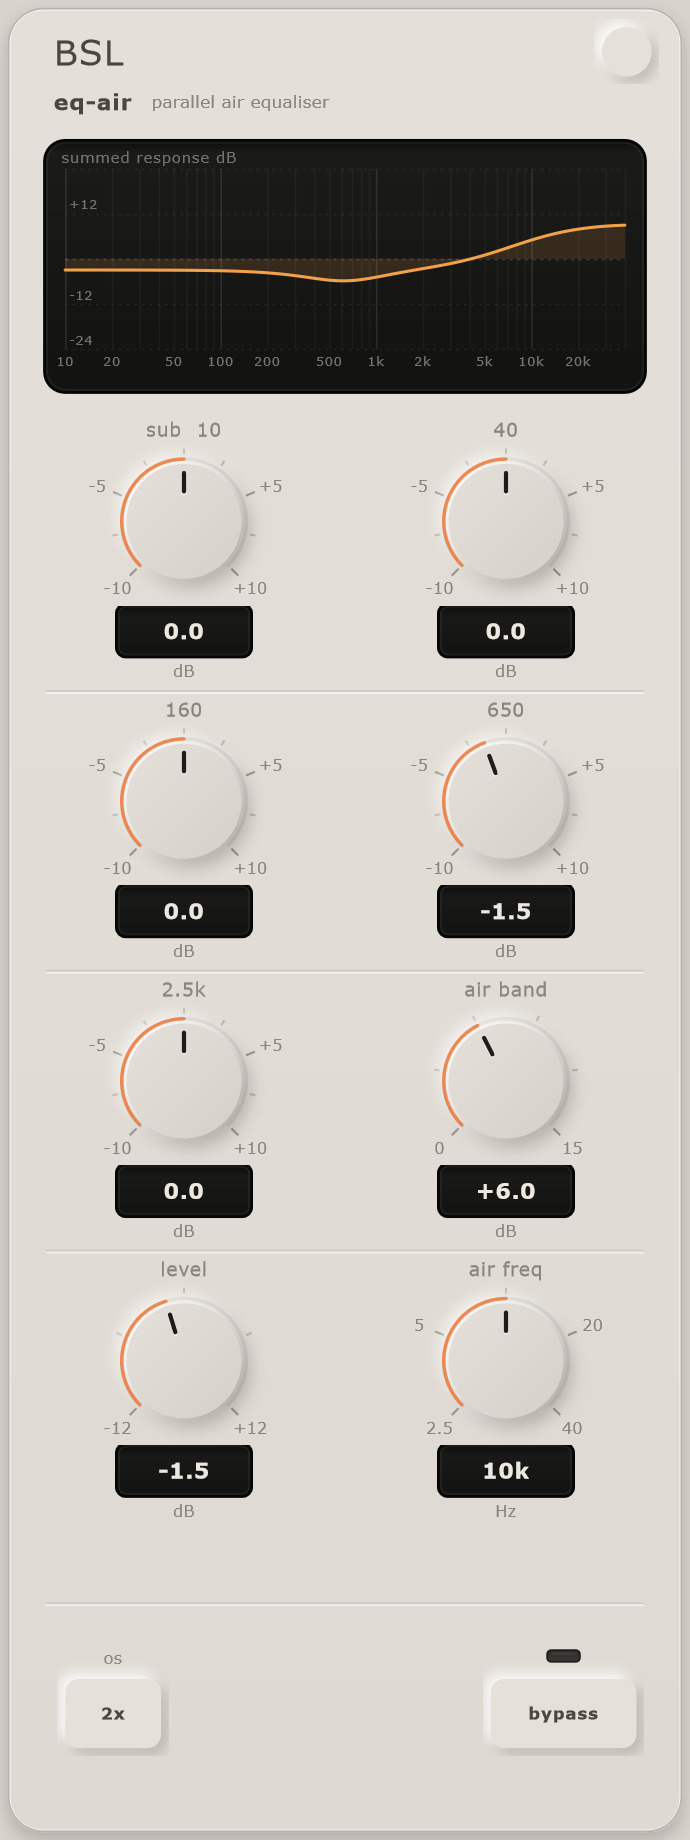 BSL
eq-air parallel air equaliser
summed response dB
+12
-12
-24
10 20 50 100 200 500 1k 2k 5k 10k 20k
sub 10 40
-5 +5 -5 +5
-10 +10 -10 +10
0.0 0.0
dB dB
160 650
-5 +5 -5 +5
-10 +10 -10 +10
0.0 -1.5
dB dB
2.5k air band
-5 +5
-10 +10 0 15
0.0 +6.0
dB dB
level air freq
5 20
-12 +12 2.5 40
-1.5 10k
dB Hz
os
2x bypass